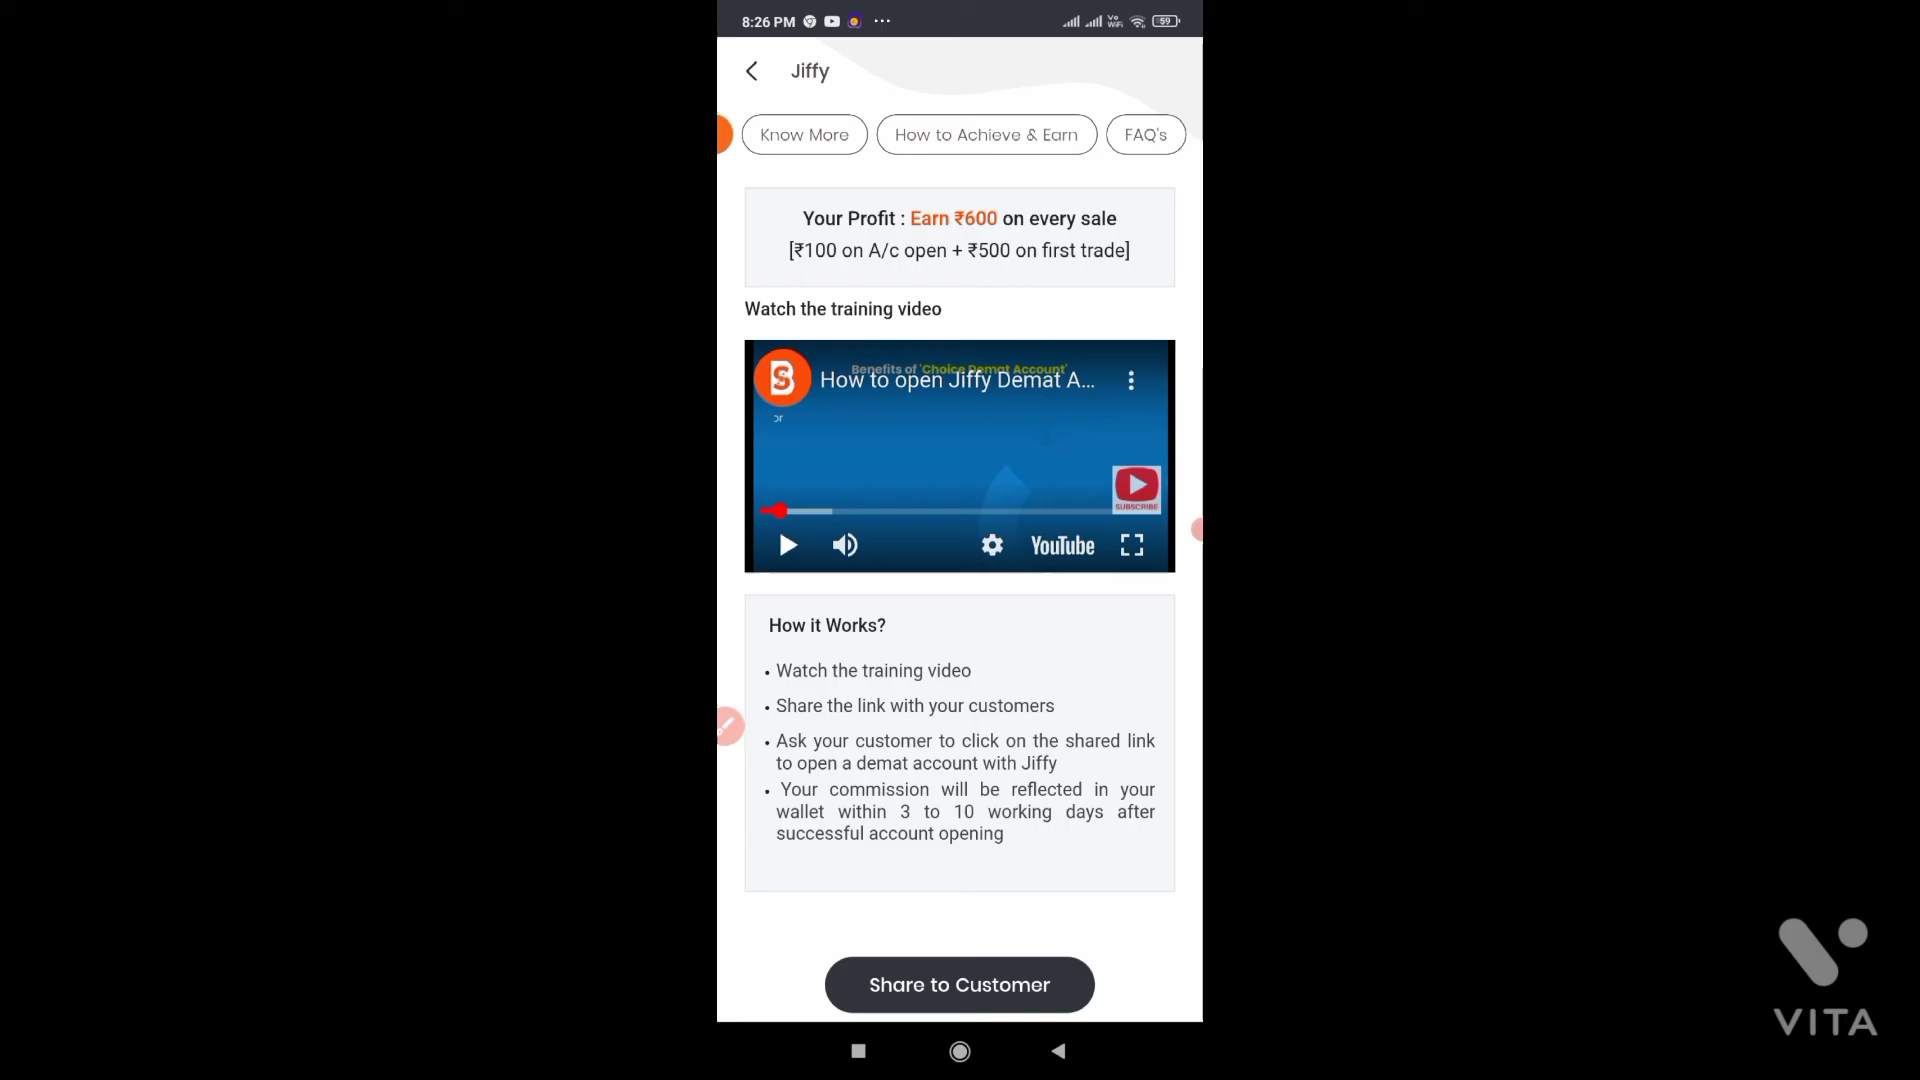 8:26 PM
Vo
WiFi
59
Jiffy
Know More
How to Achieve & Earn
FAQ's
Your Profit : Earn ₹600 on every sale
[₹100 on A/c open + ₹500 on first trade]
Watch the training video
Benefits of 'Choice Demat Account'
How to open Jiffy Demat A...
or
SUBSCRIBE
YouTube
How it Works?
• Watch the training video
• Share the link with your customers
• Ask your customer to click on the shared link
to open a demat account with Jiffy
• Your commission will be reflected in your
wallet within 3 to 10 working days after
successful account opening
Share to Customer
VITA